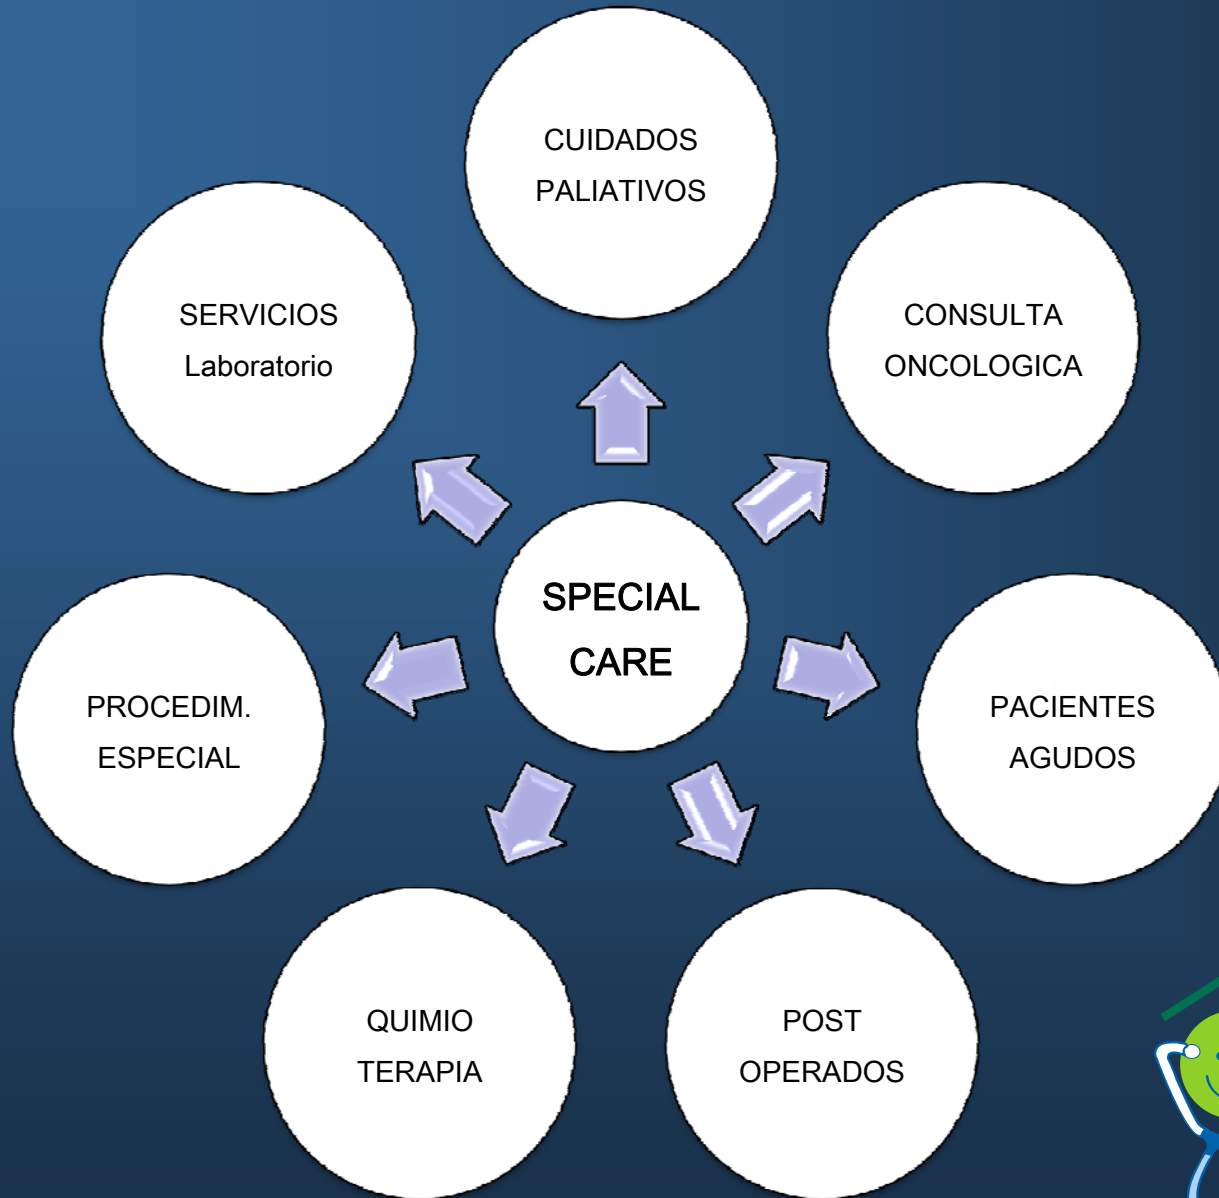 CUIDADOS
PALIATIVOS
SERVICIOS
Laboratorio
CONSULTA
ONCOLOGICA
SPECIAL
CARE
PROCEDIM.
ESPECIAL
PACIENTES
AGUDOS
QUIMIO
TERAPIA
POST
OPERADOS